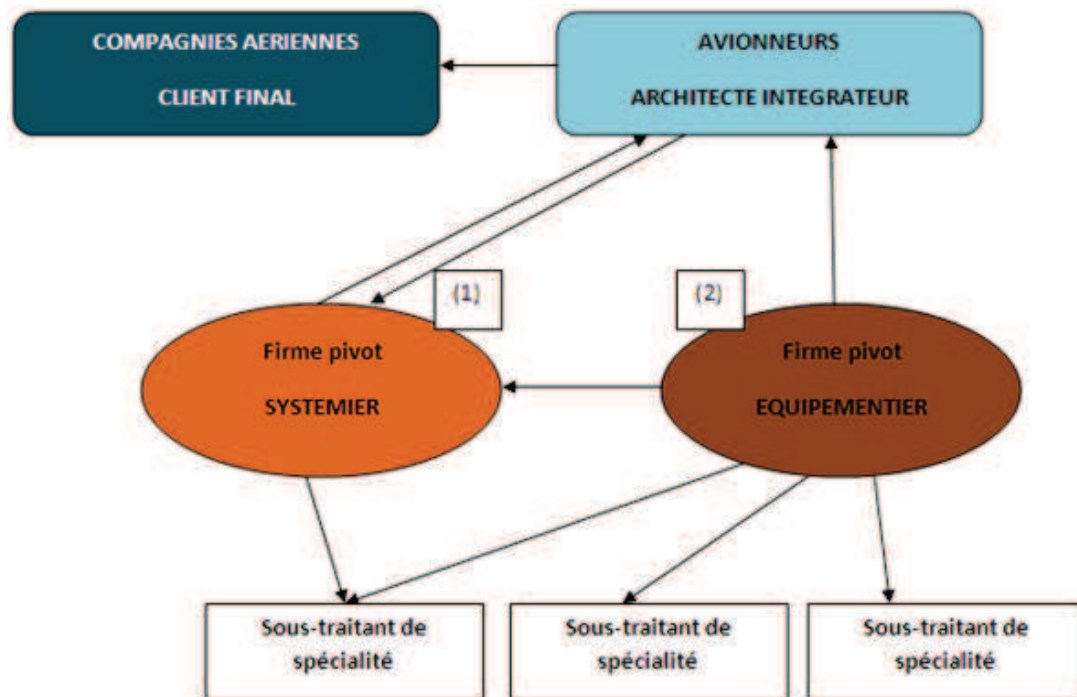 COMPAGNIES AERIENNES
CLIENT FINAL
AVIONNEURS
ARCHITECTE INTEGRATEUR
(1)
(2)
Firme pivot
SYSTEMIER
Firme pivot
EQUIPEMENTIER
Sous-traitant de
spécialité
Sous-traitant de
spécialité
Sous-traitant de
spécialité